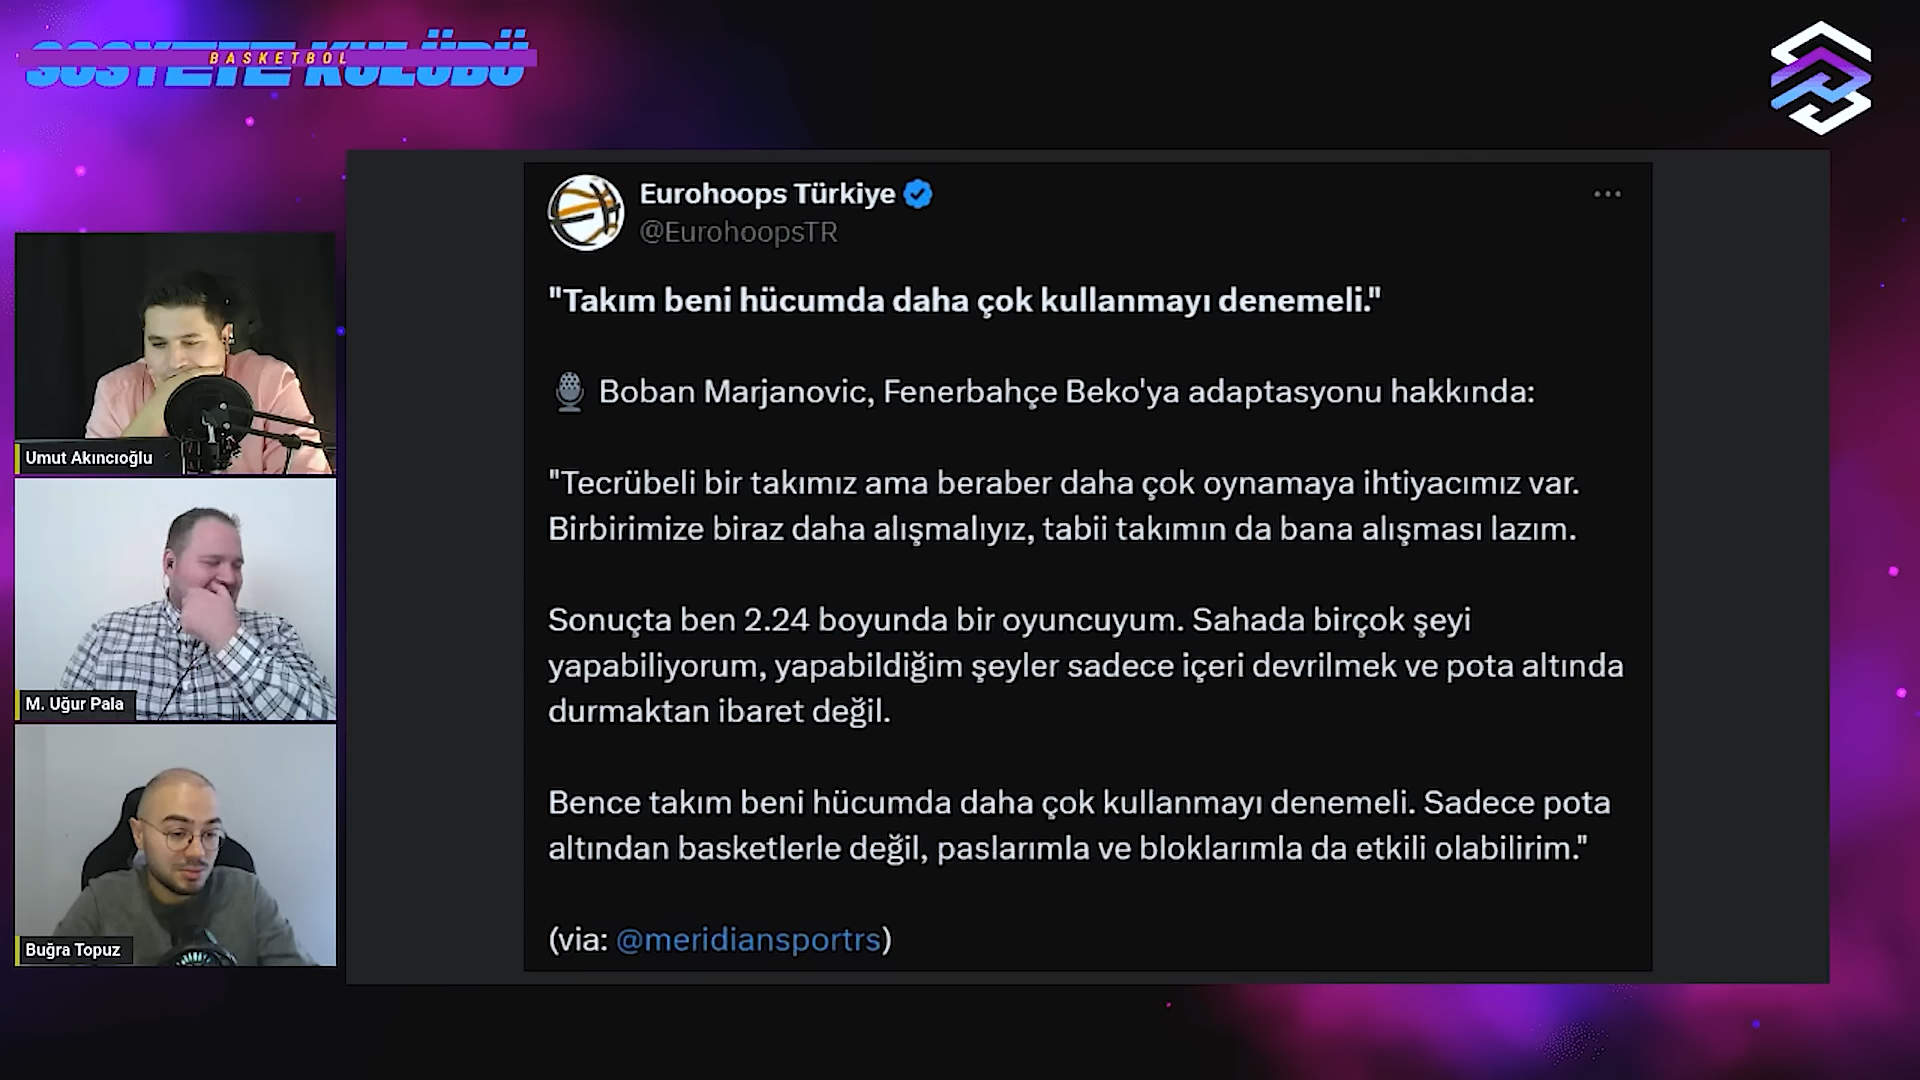 SOSYETE KULÜBÜ
BASKETBOL
Eurohoops Türkiye
@EurohoopsTR
"Takım beni hücumda daha çok kullanmayı denemeli."
Boban Marjanovic, Fenerbahçe Beko'ya adaptasyonu hakkında:
"Tecrübeli bir takımız ama beraber daha çok oynamaya ihtiyacımız var.
Birbirimize biraz daha alışmalıyız, tabii takımın da bana alışması lazım.
Sonuçta ben 2.24 boyunda bir oyuncuyum. Sahada birçok şeyi
yapabiliyorum, yapabildiğim şeyler sadece içeri devrilmek ve pota altında
durmaktan ibaret değil.
Bence takım beni hücumda daha çok kullanmayı denemeli. Sadece pota
altından basketlerle değil, paslarımla ve bloklarımla da etkili olabilirim."
(via: @meridiansportrs)
Umut Akıncıoğlu
M. Uğur Pala
Buğra Topuz